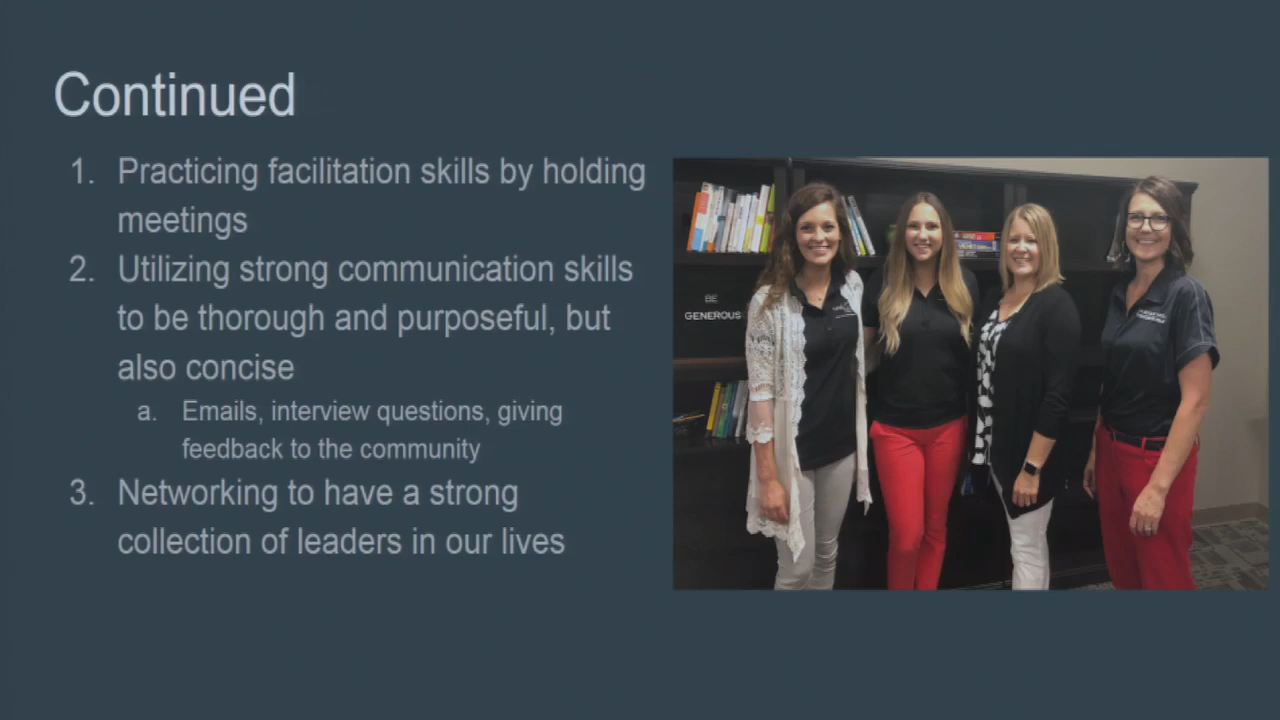 Continued
1. Practicing facilitation skills by holding
meetings
2. Utilizing strong communication skills
to be thorough and purposeful, but
also concise
a. Emails, interview questions, giving
feedback to the community
3. Networking to have a strong
collection of leaders in our lives
BE
GENEROUS